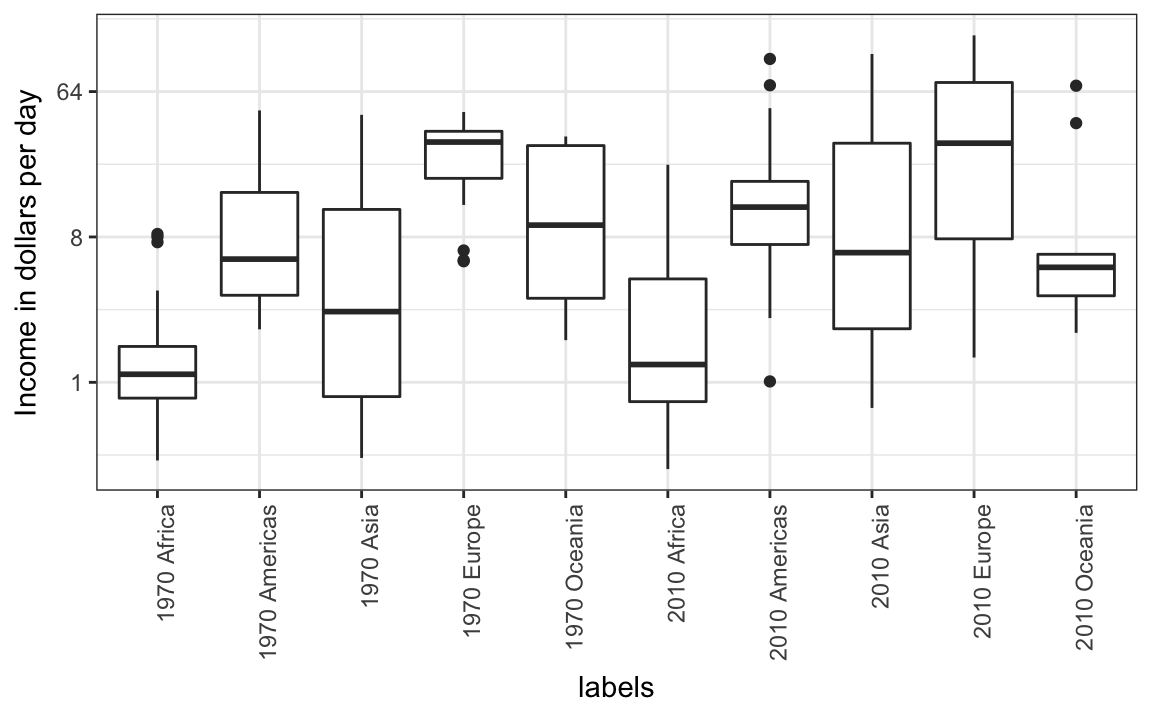 Income in dollars per day
64
8
1
1970 Africa
1970 Americas
1970 Asia
1970 Europe
1970 Oceania
2010 Africa
2010 Americas
2010 Asia
2010 Europe
2010 Oceania
labels